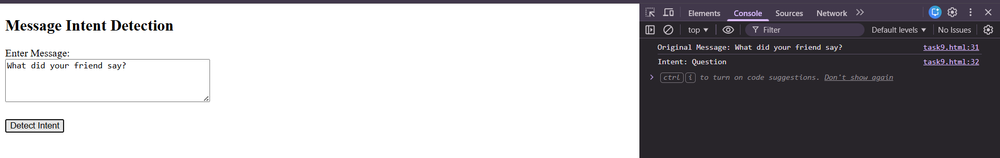 Message Intent Detection
Enter Message:
What did your friend say?
Detect Intent
Elements Console Sources Network
top Filter Default levels No Issues
Original Message: What did your friend say? task9.html:31
Intent: Question task9.html:32
ctrl i to turn on code suggestions. Don't show again